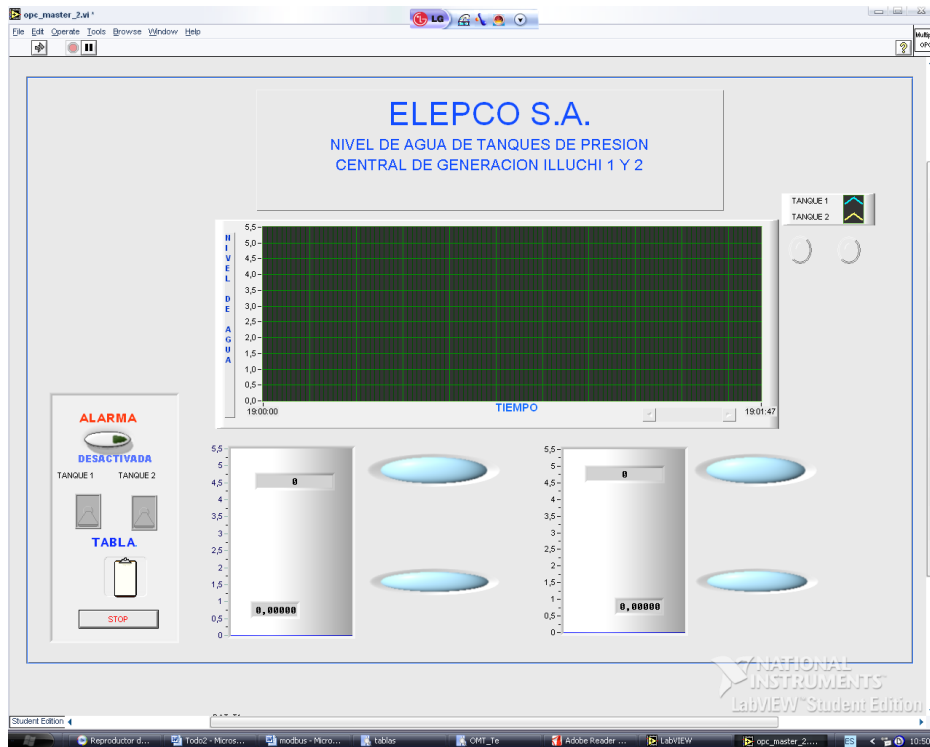 opc_master_2.vi *
LG
File Edit Operate Tools Browse Window Help
?
ELEPCO S.A.
NIVEL DE AGUA DE TANQUES DE PRESION
CENTRAL DE GENERACION ILLUCHI 1 Y 2
TANQUE 1
TANQUE 2
NIVEL DE AGUA
5,5
5,0
4,5
4,0
3,5
3,0
2,5
2,0
1,5
1,0
0,5
0,0
19:00:00
TIEMPO
19:01:47
ALARMA
DESACTIVADA
TANQUE 1 TANQUE 2
TABLA
STOP
5,5
5
4,5
4
3,5
3
2,5
2
1,5
1
0,5
0
0
0,00000
5,5
5
4,5
4
3,5
3
2,5
2
1,5
1
0,5
0
0
0,00000
NATIONAL
INSTRUMENTS
LabVIEW Student Edition
Student Edition
Reproductor d... Todo2 - Micros... modbus - Micro... tablas OMT_Te Adobe Reader ... LabVIEW opc_master_2.... ES 10:50